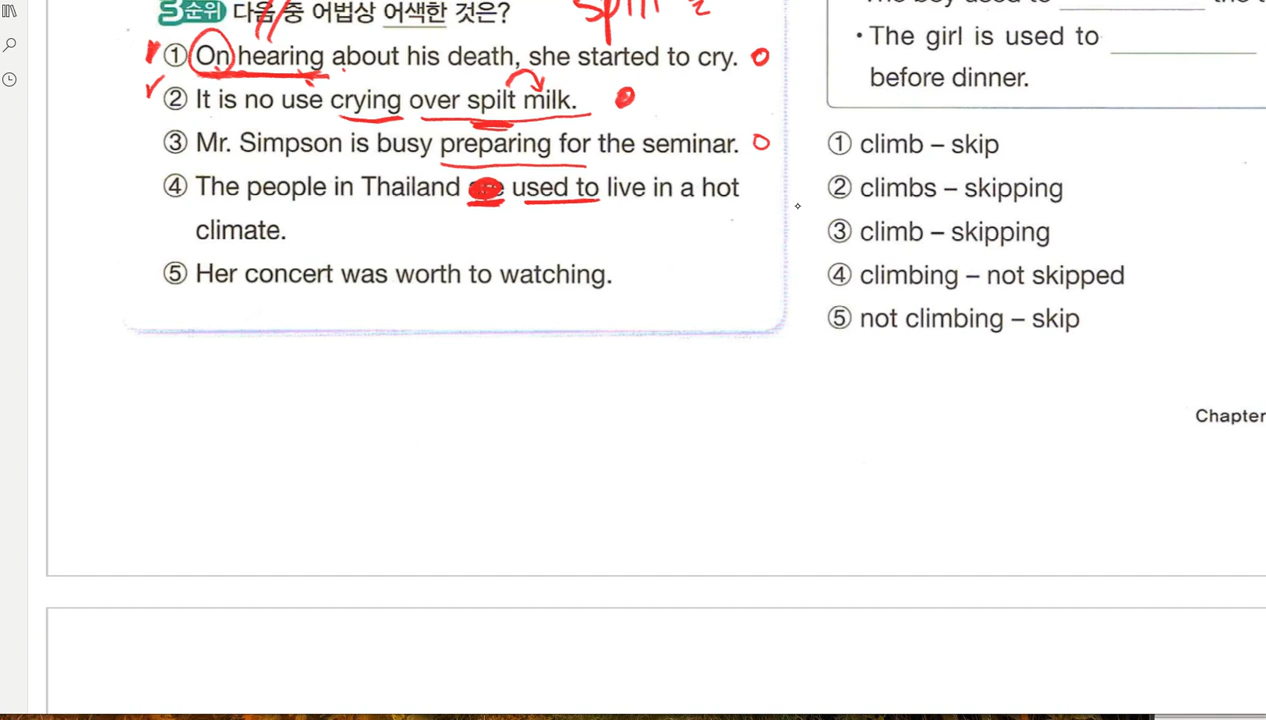 3순위 다음 중 어법상 어색한 것은?
① On hearing about his death, she started to cry.
② It is no use crying over spilt milk.
③ Mr. Simpson is busy preparing for the seminar.
④ The people in Thailand used to live in a hot
climate.
⑤ Her concert was worth to watching.
• The girl is used to
before dinner.
① climb – skip
② climbs – skipping
③ climb – skipping
④ climbing – not skipped
⑤ not climbing – skip
Chapter